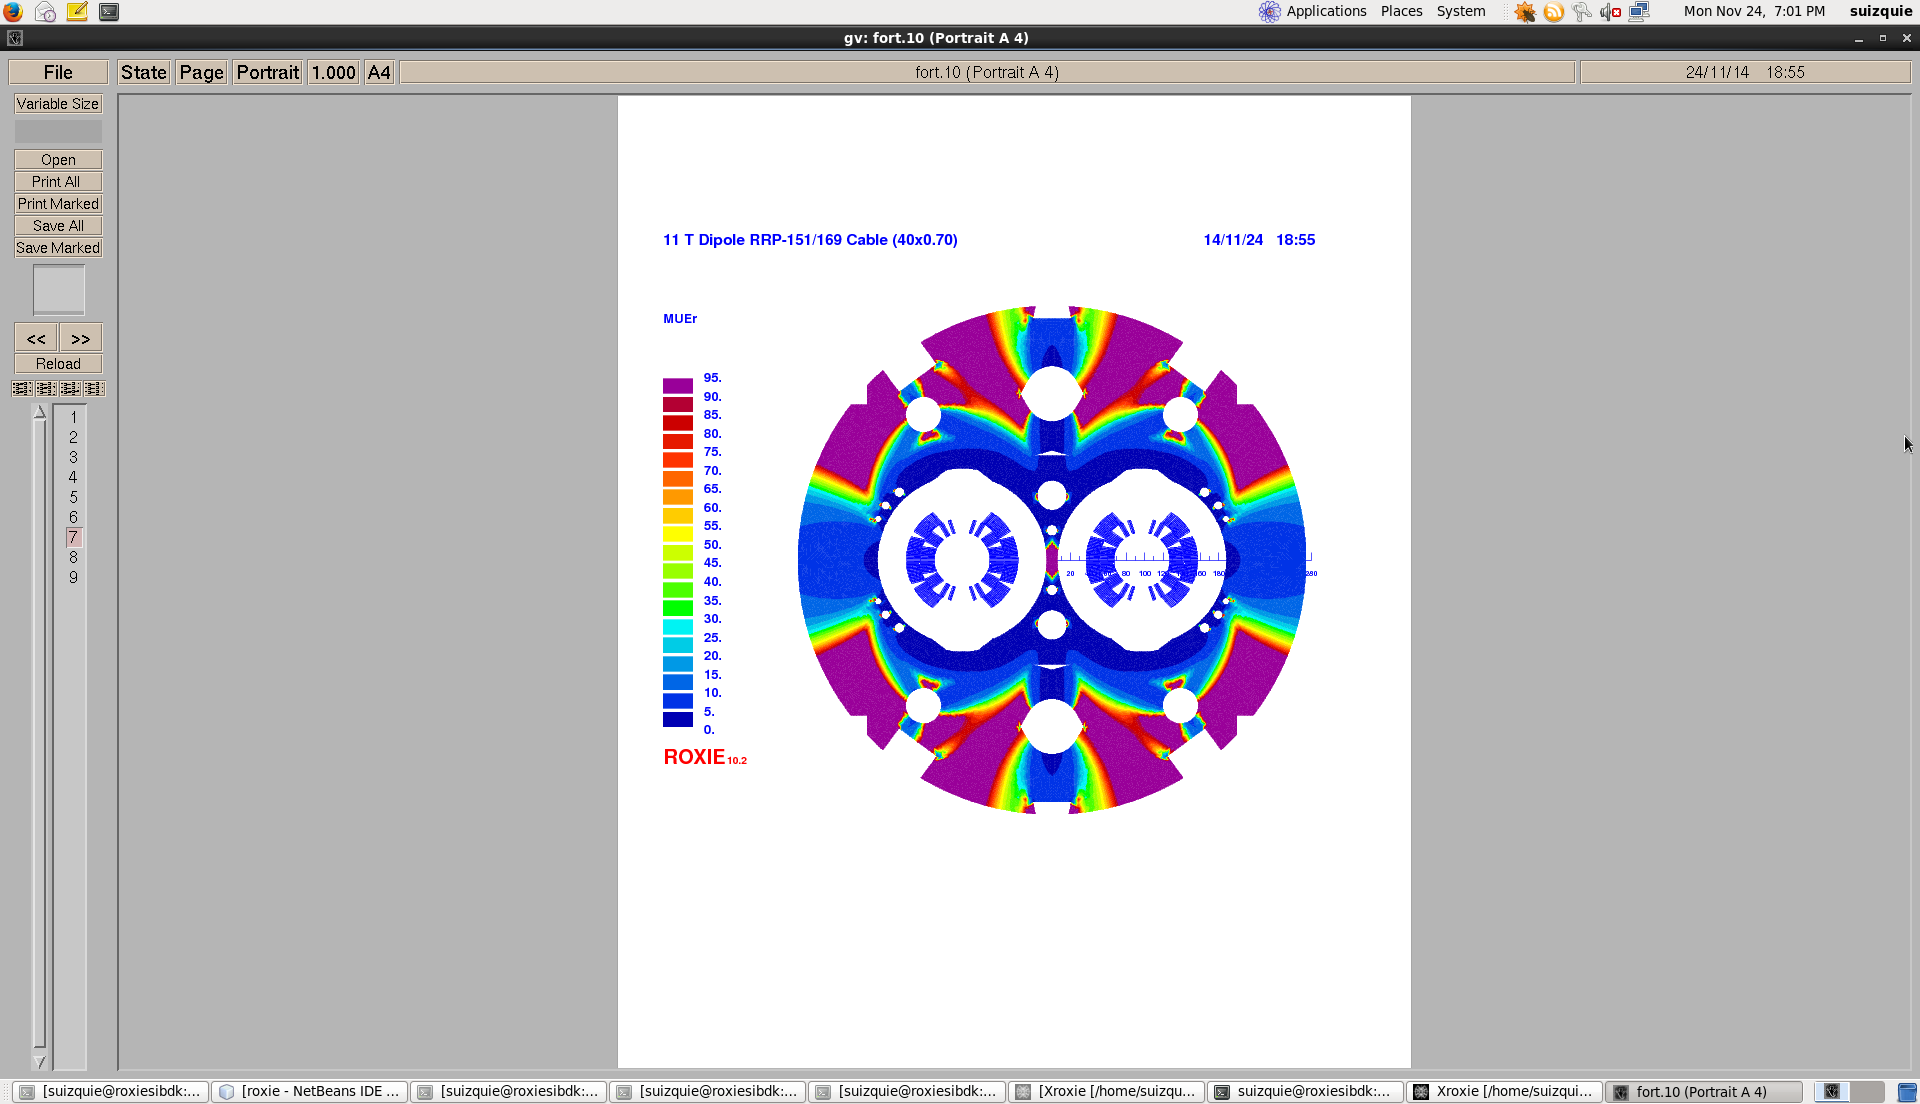 Applications Places System Mon Nov 24, 7:01 PM suizquie
gv: fort.10 (Portrait A 4)
File State Page Portrait 1.000 A4 fort.10 (Portrait A 4) 24/11/14 18:55
Variable Size
Open
Print All
Print Marked
Save All
Save Marked
<< >>
Reload
1
2
3
4
5
6
7
8
9
11 T Dipole RRP-151/169 Cable (40x0.70) 14/11/24 18:55
MUEr
95.
90.
85.
80.
75.
70.
65.
60.
55.
50.
45.
40.
35.
30.
25.
20.
15.
10.
5.
0.
ROXIE 10.2
20 80 100 160 180
[suizquie@roxiesibdk:... [roxie - NetBeans IDE ... [suizquie@roxiesibdk:... [suizquie@roxiesibdk:... [suizquie@roxiesibdk:... [Xroxie [/home/suizqu... suizquie@roxiesibdk:... Xroxie [/home/suizqui... fort.10 (Portrait A 4)